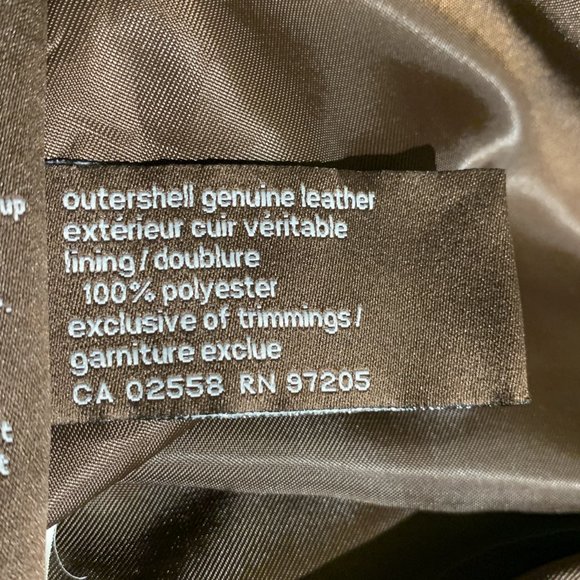 up
outershell genuine leather
extérieur cuir véritable
lining / doublure
100% polyester
exclusive of trimmings /
garniture exclue
CA 02558 RN 97205
t
t